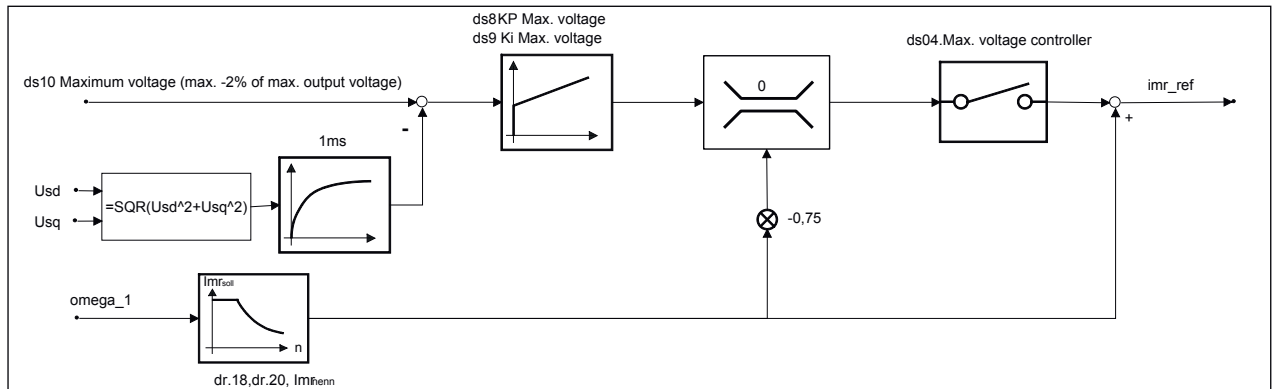 ds8KP Max. voltage
ds9 Ki Max. voltage
ds04.Max. voltage controller
ds10 Maximum voltage (max. -2% of max. output voltage)
0
imr_ref
-
+
1ms
Usd
Usq
=SQR(Usd^2+Usq^2)
-0,75
Imrsoll
omega_1
n
dr.18,dr.20, Imrnenn